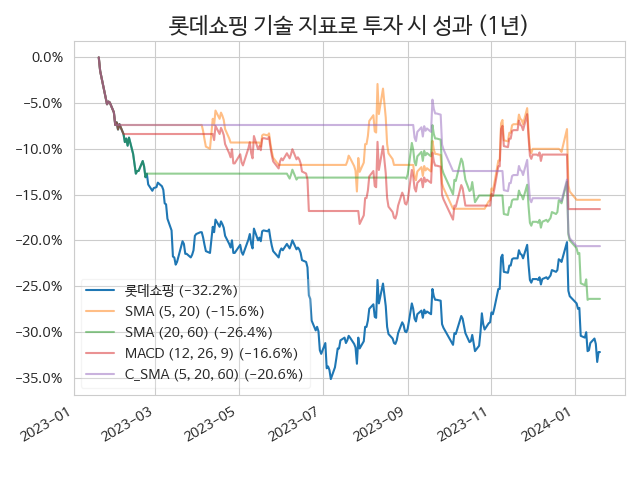 롯데쇼핑 기술 지표로 투자 시 성과 (1년)
0.0%
−5.0%
−10.0%
−15.0%
−20.0%
−25.0%
−30.0%
−35.0%
롯데쇼핑 (−32.2%)
SMA (5, 20) (−15.6%)
SMA (20, 60) (−26.4%)
MACD (12, 26, 9) (−16.6%)
C_SMA (5, 20, 60) (−20.6%)
2023-01
2023-03
2023-05
2023-07
2023-09
2023-11
2024-01